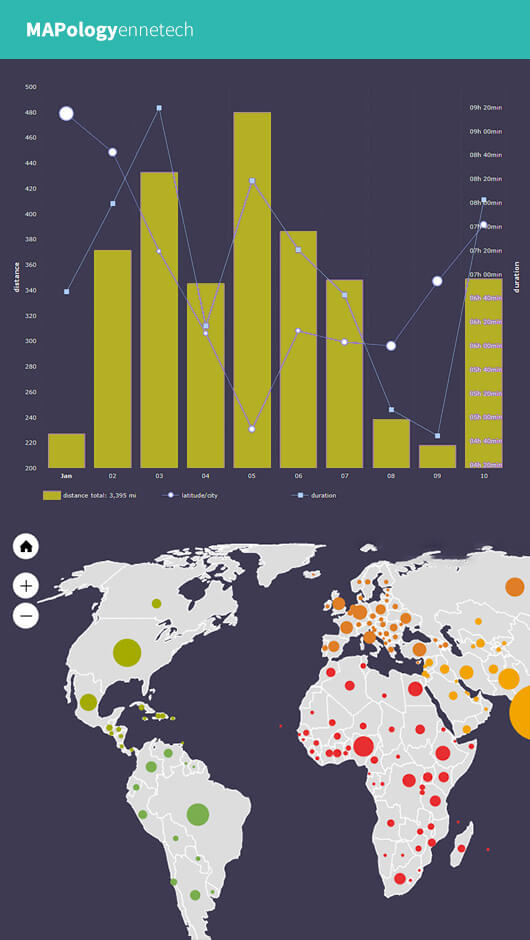 MAPologyennetech
500
480
460
440
420
400
380
360
340
320
300
280
260
240
220
200
distance
09h 20min
09h 00min
08h 40min
08h 20min
08h 00min
07h 40min
07h 20min
07h 00min
06h 40min
06h 20min
06h 00min
05h 40min
05h 20min
05h 00min
04h 40min
04h 20min
duration
Jan 02 03 04 05 06 07 08 09 10
distance total: 3,395 mi latitude/city duration